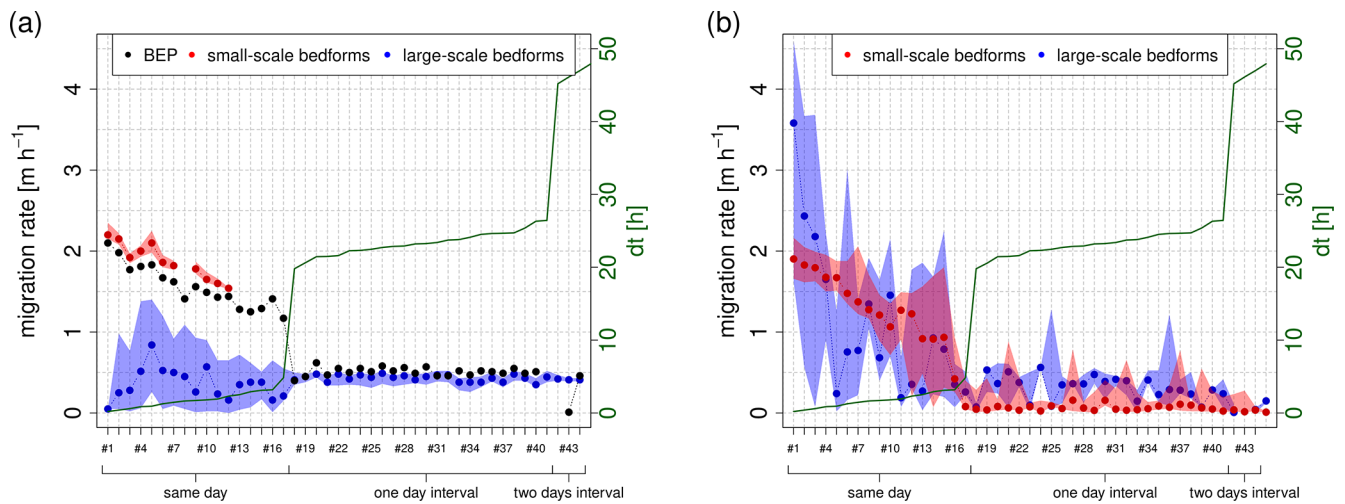 (a)
BEP small-scale bedforms large-scale bedforms
migration rate [m h⁻¹]
0 1 2 3 4
0 10 20 30 40 50
dt [h]
#1 #4 #7 #10 #13 #16 #19 #22 #25 #28 #31 #34 #37 #40 #43
same day one day interval two days interval
(b)
small-scale bedforms large-scale bedforms
migration rate [m h⁻¹]
0 1 2 3 4
0 10 20 30 40 50
dt [h]
#1 #4 #7 #10 #13 #16 #19 #22 #25 #28 #31 #34 #37 #40 #43
same day one day interval two days interval